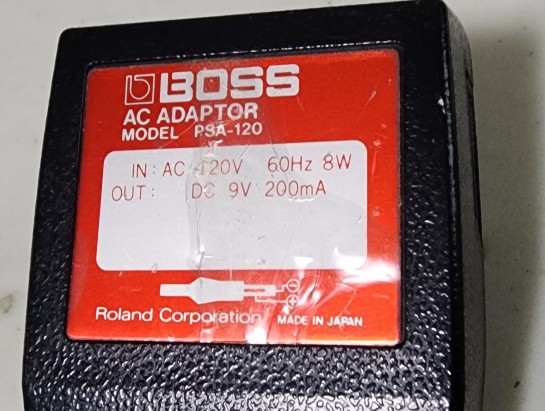 BOSS
AC ADAPTOR
MODEL PSA-120
IN: AC 120V 60Hz 8W
OUT: DC 9V 200mA
⊖
⊕
Roland Corporation MADE IN JAPAN